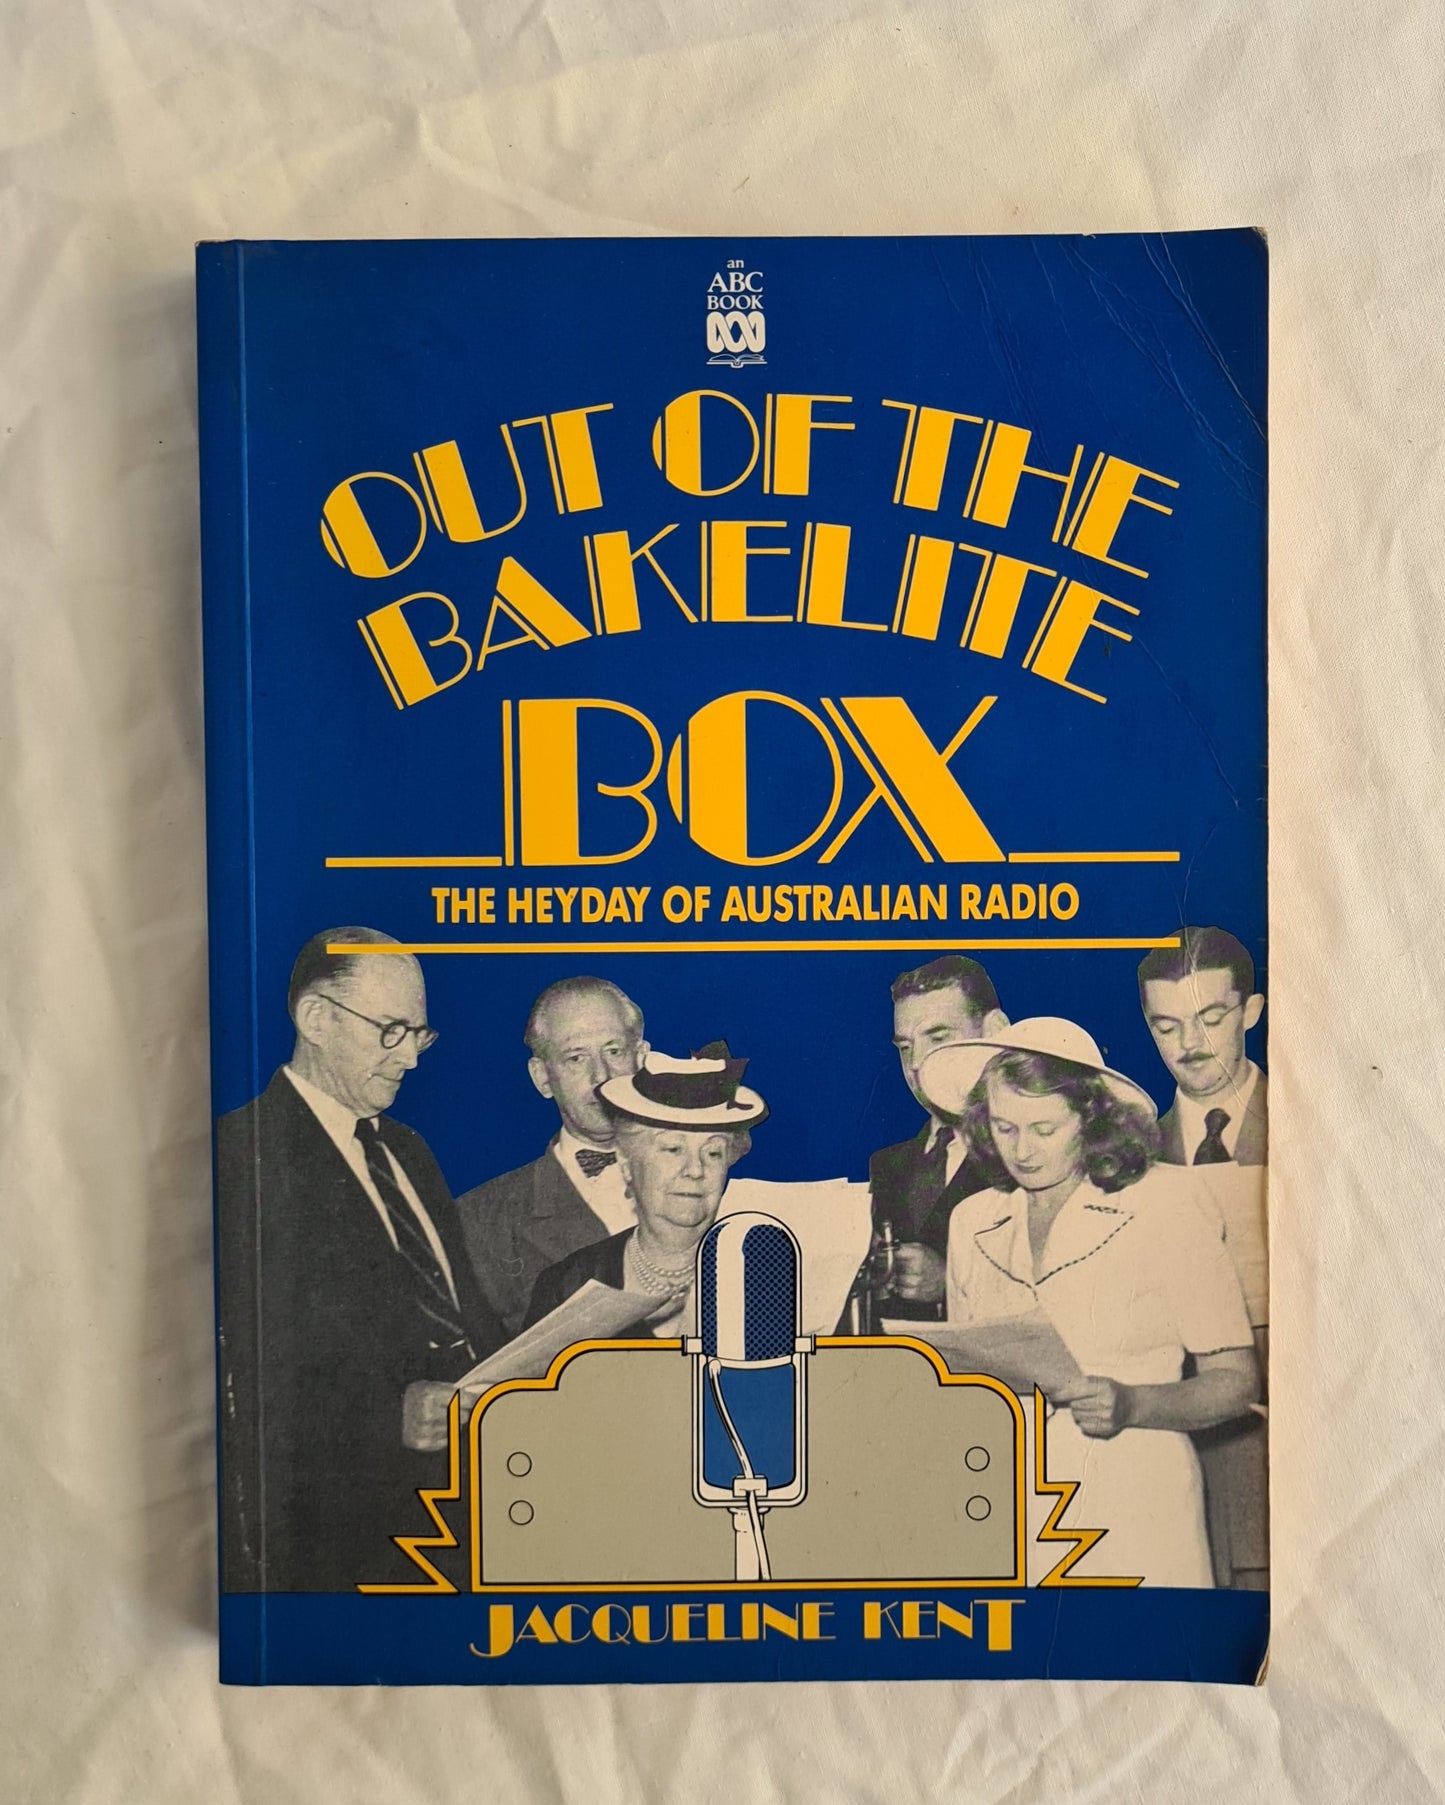 an
ABC
BOOK
OUT OF THE
BAKELITE
BOX
THE HEYDAY OF AUSTRALIAN RADIO
JACQUELINE KENT